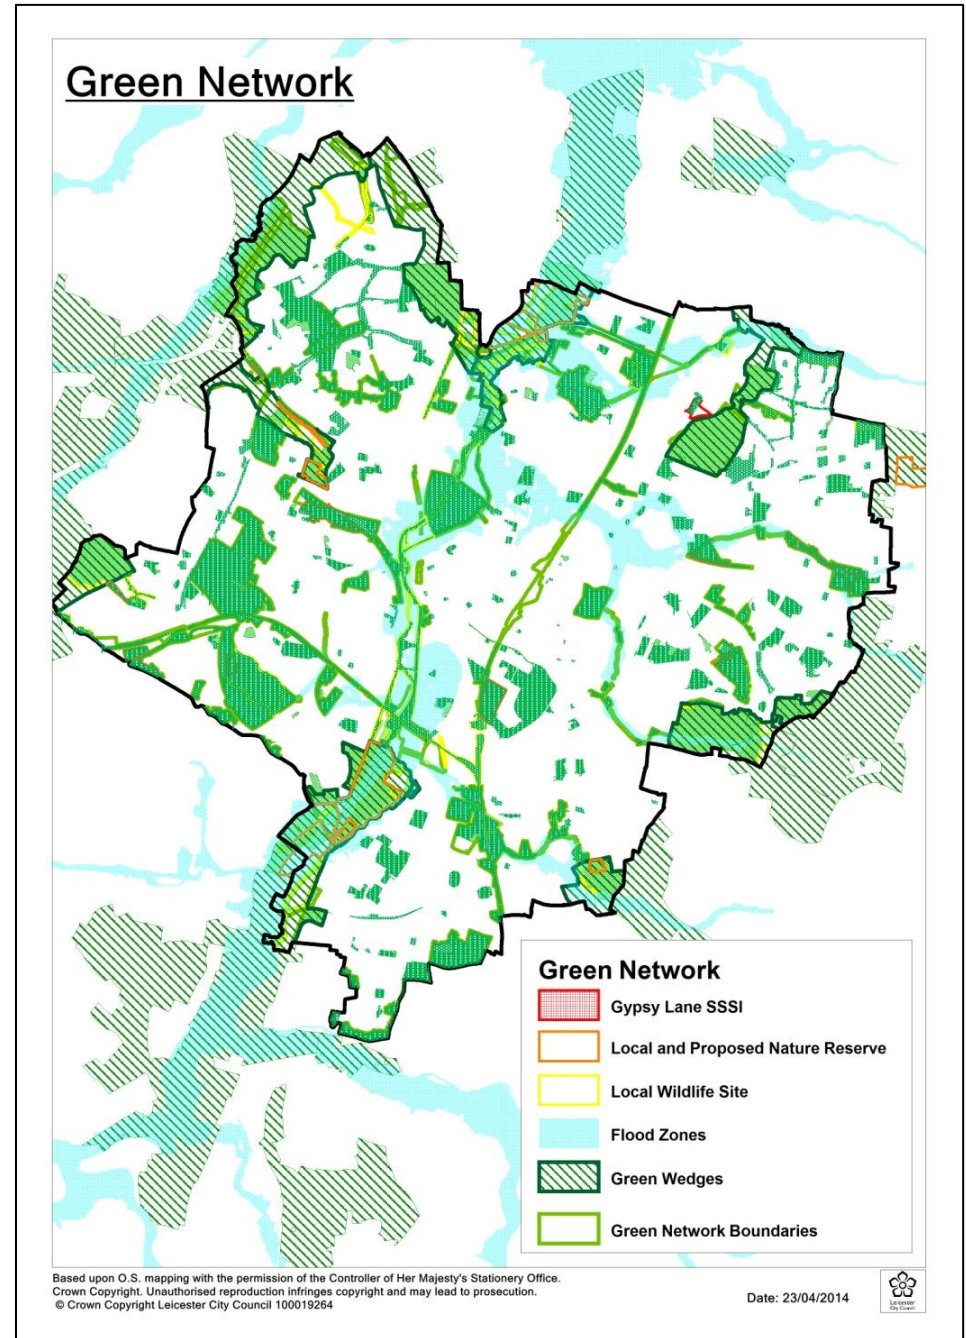 Green Network
Green Network
Gypsy Lane SSSI
Local and Proposed Nature Reserve
Local Wildlife Site
Flood Zones
Green Wedges
Green Network Boundaries
Based upon O.S. mapping with the permission of the Controller of Her Majesty's Stationery Office.
Crown Copyright. Unauthorised reproduction infringes copyright and may lead to prosecution.
© Crown Copyright Leicester City Council 100019264
Date: 23/04/2014
Leicester
City Council